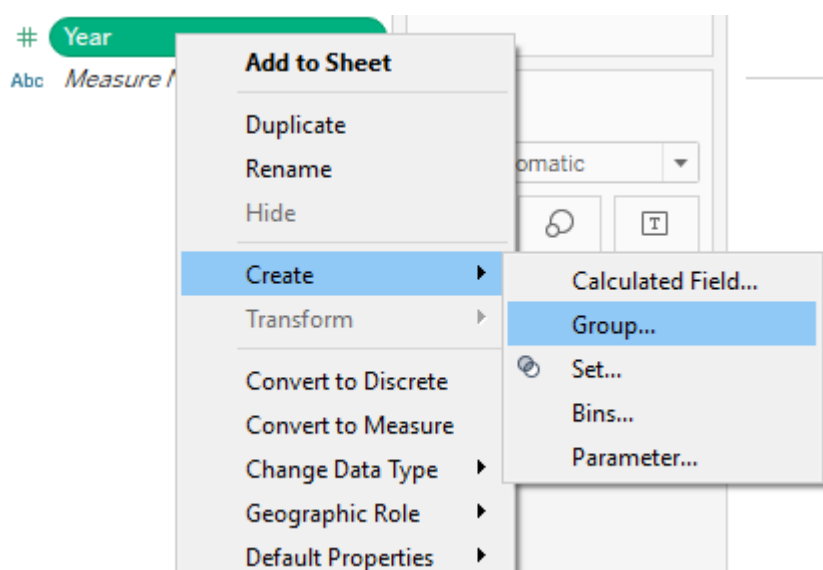 # Year
Abc Measure N
Add to Sheet
Duplicate
Rename
Hide
Create
Transform
Convert to Discrete
Convert to Measure
Change Data Type
Geographic Role
Default Properties
omatic
T
Calculated Field...
Group...
Set...
Bins...
Parameter...